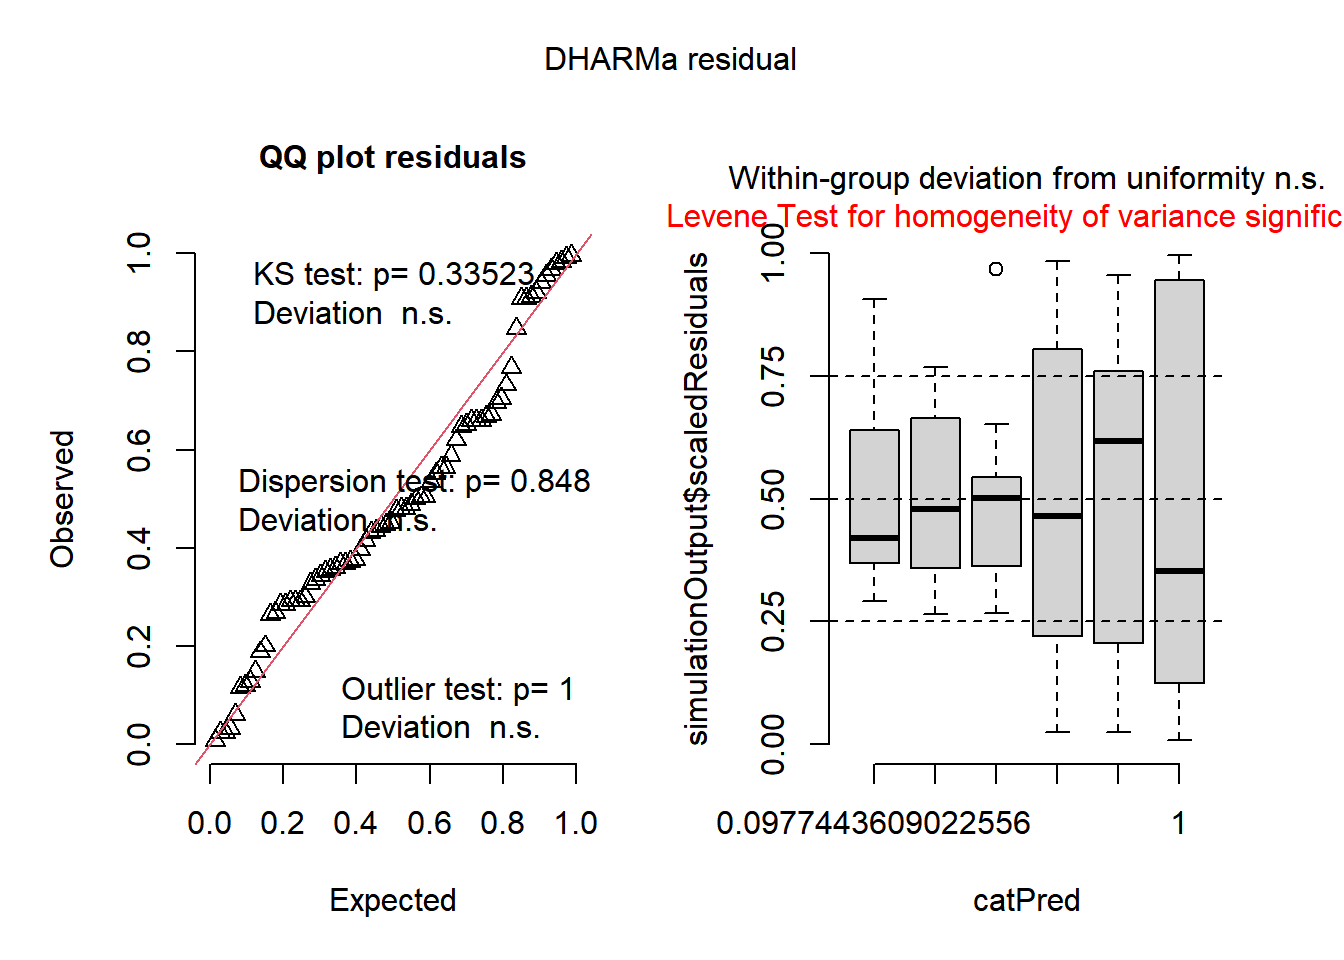 DHARMa residual
QQ plot residuals
KS test: p= 0.33523
Deviation  n.s.
Dispersion test: p= 0.848
Deviation  n.s.
Outlier test: p= 1
Deviation  n.s.
Observed
0.0 0.2 0.4 0.6 0.8 1.0
0.0 0.2 0.4 0.6 0.8 1.0
Expected
Within-group deviation from uniformity n.s.
Levene Test for homogeneity of variance signific
simulationOutput$scaledResiduals
0.00 0.25 0.50 0.75 1.00
0.0977443609022556 1
catPred